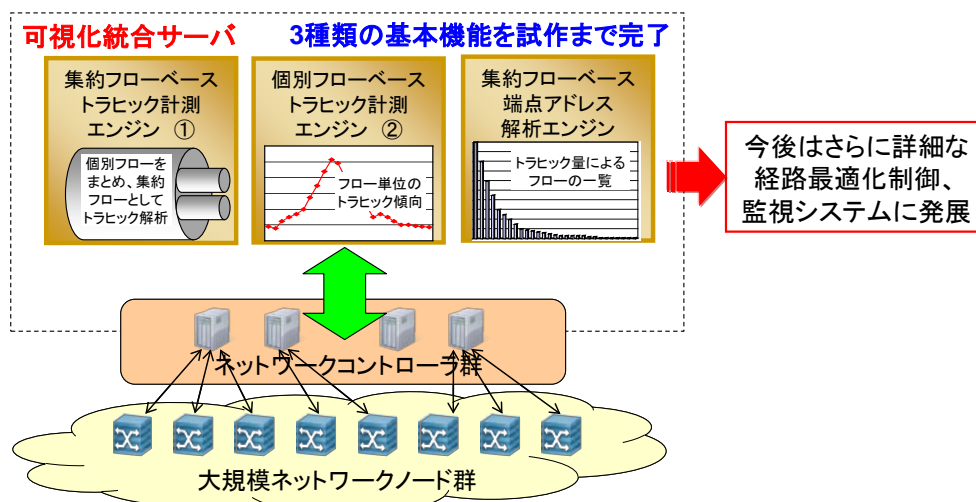 可視化統合サーバ
3種類の基本機能を試作まで完了
集約フローベース
トラヒック計測
エンジン ①
個別フローを
まとめ、集約
フローとして
トラヒック解析
個別フローベース
トラヒック計測
エンジン ②
フロー単位の
トラヒック傾向
集約フローベース
端点アドレス
解析エンジン
トラヒック量による
フローの一覧
今後はさらに詳細な
経路最適化制御、
監視システムに発展
ネットワークコントローラ群
大規模ネットワークノード群